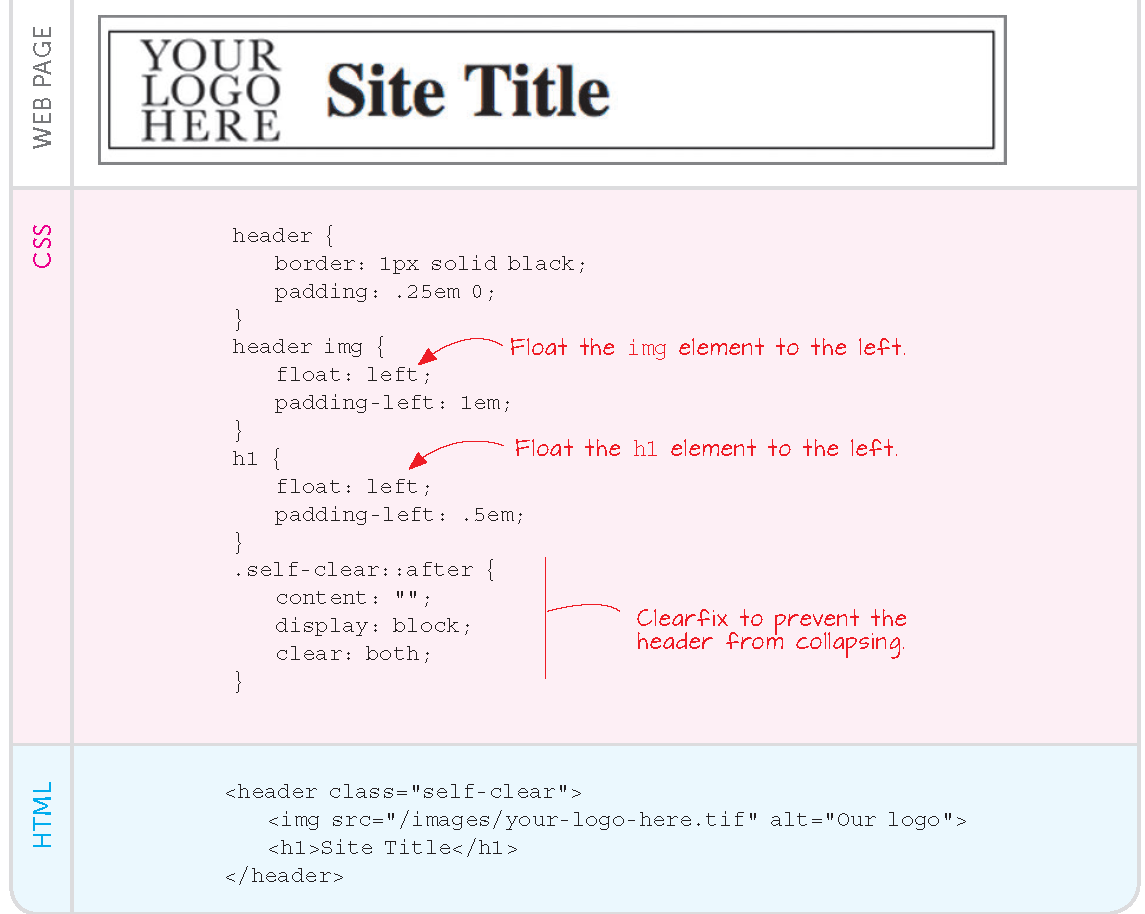 WEB PAGE
YOUR
LOGO
HERE
Site Title
CSS
header {
border: 1px solid black;
padding: .25em 0;
}
header img {
Float the img element to the left.
float: left;
padding-left: 1em;
}
Float the h1 element to the left.
h1 {
float: left;
padding-left: .5em;
}
.self-clear::after {
content: "";
display: block;
clear: both;
}
Clearfix to prevent the
header from collapsing.
HTML
<header class="self-clear">
<img src="/images/your-logo-here.tif" alt="Our logo">
<h1>Site Title</h1>
</header>